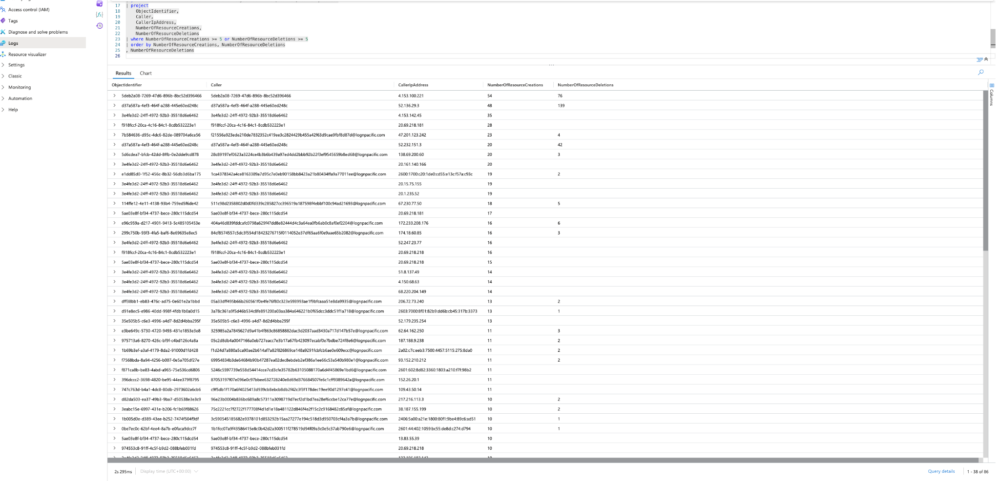 Access control (IAM)
Tags
Diagnose and solve problems
Logs
Resource visualizer
Settings
Classic
Monitoring
Automation
Help
17 | project
18 ObjectIdentifier,
19 Caller,
20 CallerIpAddress,
21 NumberOfResourceCreations,
22 NumberOfResourceDeletions
23 | where NumberOfResourceCreations >= 5 or NumberOfResourceDeletions >= 5
24 | order by NumberOfResourceCreations, NumberOfResourceDeletions
25 , NumberOfResourceDeletions
26
Results Chart
ObjectIdentifier Caller CallerIpAddress NumberOfResourceCreations NumberOfResourceDeletions
Columns
5deb2a08-7269-47d6-896b-8bc52d396466 5deb2a08-7269-47d6-896b-8bc52d396466 4.153.100.221 54 76
d37a587a-4ef3-464f-a288-445e60ed248c d37a587a-4ef3-464f-a288-445e60ed248c 52.136.29.3 48 139
3e4fe3d2-24ff-4972-92b3-35518d6e6462 3e4fe3d2-24ff-4972-92b3-35518d6e6462 4.153.142.45 35
f918fccf-20ca-4c16-84c1-8cdb532223e1 f918fccf-20ca-4c16-84c1-8cdb532223e1 20.69.218.181 28
7b584636-d95c-4dc6-82de-089704a6ce56 f21556a923ede210de7832352c419ee3c2824429b455a42f63d9cae9fbf8d87d@lognpacific.com 47.201.123.242 23 4
d37a587a-4ef3-464f-a288-445e60ed248c d37a587a-4ef3-464f-a288-445e60ed248c 52.232.151.3 20 42
5d6cdea7-bfcb-42dd-8ffb-0e2dde9cd878 28c89197ef0623a3224ce4b3b6b439a97ed4dd2bbb92b22f3ef9545659b8ed68@lognpacific.com 138.69.200.60 20 3
3e4fe3d2-24ff-4972-92b3-35518d6e6462 3e4fe3d2-24ff-4972-92b3-35518d6e6462 20.161.140.166 20
e1dd85d0-1f52-456c-8b32-56db3d6ba175 1ca4378342a4ce8163389a7d95c7e0eb90158bb8423a21b80434ffa9a77011ee@lognpacific.com 2600:1700:c20:1de0:cd55:e13c:f57a:c93c 19 2
3e4fe3d2-24ff-4972-92b3-35518d6e6462 3e4fe3d2-24ff-4972-92b3-35518d6e6462 20.15.75.155 19
3e4fe3d2-24ff-4972-92b3-35518d6e6462 3e4fe3d2-24ff-4972-92b3-35518d6e6462 20.1.235.52 19
114ffe12-4e11-4138-93b4-759ed5f6de42 511c98d2358802d0d0fd339c285827cc396519a187598f4ebbf100c94ad21693@lognpacific.com 67.230.77.50 18 5
5ae03e8f-bf34-4737-bece-280c115dcd54 5ae03e8f-bf34-4737-bece-280c115dcd54 20.69.218.181 17
e96c959a-d217-4901-9413-5c485105453e 404a46d839fddcafc0798a629f47dd8e82444d4c3a64ea0fb6ab0c8af0ef2204@lognpacific.com 172.233.208.176 16 6
299c750b-93f3-4fa5-baf6-8e69635e8ec5 84cf8574557c5dc3f554d18423276715f0114052e37df65aa6f0e9aae65b2082@lognpacific.com 174.18.60.85 16 3
3e4fe3d2-24ff-4972-92b3-35518d6e6462 3e4fe3d2-24ff-4972-92b3-35518d6e6462 52.247.23.77 16
f918fccf-20ca-4c16-84c1-8cdb532223e1 f918fccf-20ca-4c16-84c1-8cdb532223e1 20.69.218.218 16
5ae03e8f-bf34-4737-bece-280c115dcd54 5ae03e8f-bf34-4737-bece-280c115dcd54 20.69.218.218 15
3e4fe3d2-24ff-4972-92b3-35518d6e6462 3e4fe3d2-24ff-4972-92b3-35518d6e6462 51.8.137.49 14
3e4fe3d2-24ff-4972-92b3-35518d6e6462 3e4fe3d2-24ff-4972-92b3-35518d6e6462 4.150.68.63 14
3e4fe3d2-24ff-4972-92b3-35518d6e6462 3e4fe3d2-24ff-4972-92b3-35518d6e6462 68.220.204.149 14
dff38bb1-eb83-476c-ad75-0e601e2a1bbd 05a33dff495b66b260561f0e4fe76f80c323e593993ae1f9bfcaaa51e8da9935@lognpacific.com 206.72.73.240 13 2
d91e8ec5-e986-40dd-998f-4fdb1b0a0d15 3a78c361a9f5d46b534c8fe891200a03aa384a646221b0f65dcc3ddc51f1a718@lognpacific.com 2603:7000:8f01:82b9:dd6b:cb45:317b:3373 13 1
35e505b5-c6e3-4996-a4d7-8d2d4bba295f 35e505b5-c6e3-4996-a4d7-8d2d4bba295f 52.179.235.254 13
e3be649c-5730-4720-9493-431e1853e3e8 325985a2a7845627d9a41b4f863c86858882dac3d2037aad3430a717d147b57e@lognpacific.com 62.64.162.250 11 3
975713a6-8270-426c-bf9f-c4bd126c4a8a 05c2d8db4a0047166a0eb727eacc7e3b17a67fb423097ecabf0e7bdbe724f8e6@lognpacific.com 187.188.9.238 11 2
1b69b3ef-a3af-4179-8da2-91000d1fd428 f1d24d7a880a5ca90ae2b614af7a82f826869ce148a9291fcbfcb6ae0e609ecc@lognpacific.com 2a02:c7c:eeb3:7500:4457:5115:275:8da0 11 2
f7568bda-8a94-4256-b007-0e5a705df27e 69954834b3de64684b90b47287ea02dec8ebdeb2ef386a1ee66c53a540b980e1@lognpacific.com 93.152.210.212 11 2
f871ca8b-be83-4abd-a965-75e536cd6806 5246c5597739e558d54414cce7cd3cfe35782b63105088170a6d4f45869e1bd6@lognpacific.com 2601:602:8d82:3360:1803:a210:f7f:98b2 11
396dccc2-3698-4820-be95-44ee379f8795 87053197f07e096e0c97bbee632728240e8d69d376684507fe6c1cff9389642a@lognpacific.com 152.26.20.1 11
747c763d-b4a1-4dc8-80db-2973602a6cb6 c9f5db1f170a6f4025413d939cb8ebcb8db2f42c3f3f178dec19ee90d1297c41@lognpacific.com 109.43.50.14 11
d82da503-ea37-49b3-9ba7-d50538e3e3c9 96e23b0004b836bc689a8c57311a3098719d7ecf2d1bd7ea28ef6ccbe12ca77e@lognpacific.com 217.216.113.3 10 2
3eabc15e-6997-431e-b206-fc1b69f88626 75c2221cc7f2722f177708f4d1d1e18a481122d846f4e2f15c2c9168482c85af@lognpacific.com 38.187.155.199 10 2
1b005d0e-d389-43ee-b252-7474f504f9df 3c590545185682e9378101d853292b15aa27277e194c518d3d950703cf4a3a7b@lognpacific.com 2406:5a00:a21e:1800:80f1:9be4:89c6:ad51 10 1
0be7ec0c-62bf-4ee4-8a7b-e0faca9dcc7f 1b1fcc07a9f43586415e8c0b42d2a300511f278519d94f09a3c0e5c37ab790e6@lognpacific.com 2601:44:402:1059:bc55:de8d:c274:d794 10 1
5ae03e8f-bf34-4737-bece-280c115dcd54 5ae03e8f-bf34-4737-bece-280c115dcd54 13.83.55.39 10
974553c8-91ff-4c5f-b9d2-088bfeb031fd 974553c8-91ff-4c5f-b9d2-088bfeb031fd 20.69.218.218 10
2s 295ms Display time (UTC+00:00) Query details 1 - 38 of 86